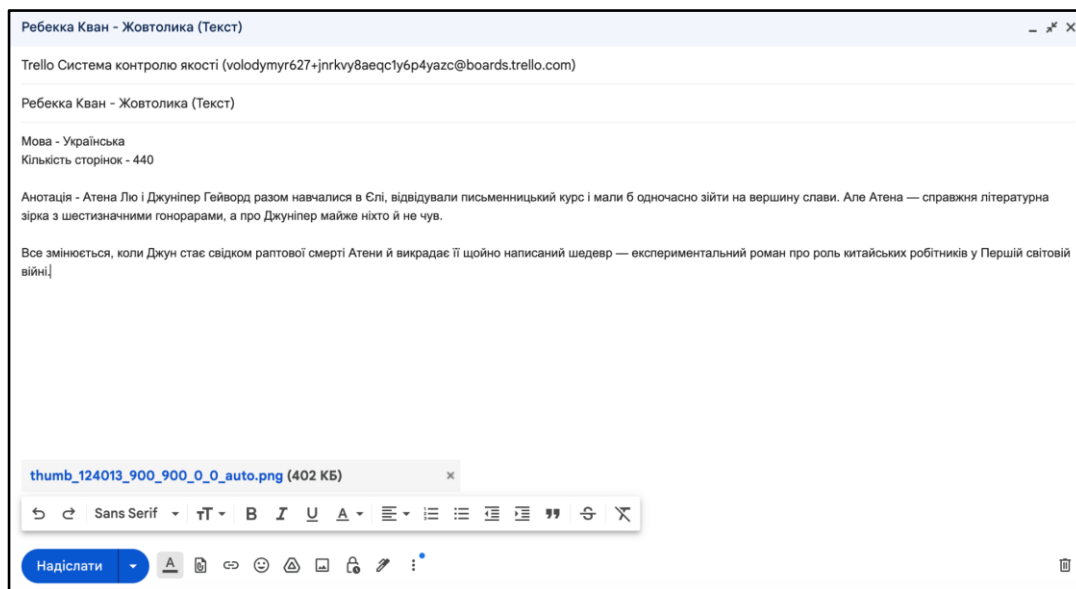 Ребекка Кван - Жовтолика (Текст)
Trello Система контролю якості (volodymyr627+jnrkvy8aeqc1y6p4yazc@boards.trello.com)
Ребекка Кван - Жовтолика (Текст)
Мова - Українська
Кількість сторінок - 440
Анотація - Атена Лю і Джуніпер Гейворд разом навчалися в Єлі, відвідували письменницький курс і мали б одночасно зійти на вершину слави. Але Атена — справжня літературна
зірка з шестизначними гонорарами, а про Джуніпер майже ніхто й не чув.
Все змінюється, коли Джун стає свідком раптової смерті Атени й викрадає її щойно написаний шедевр — експериментальний роман про роль китайських робітників у Першій світовій
війні.
thumb_124013_900_900_0_0_auto.png (402 КБ)
Sans Serif
Надіслати